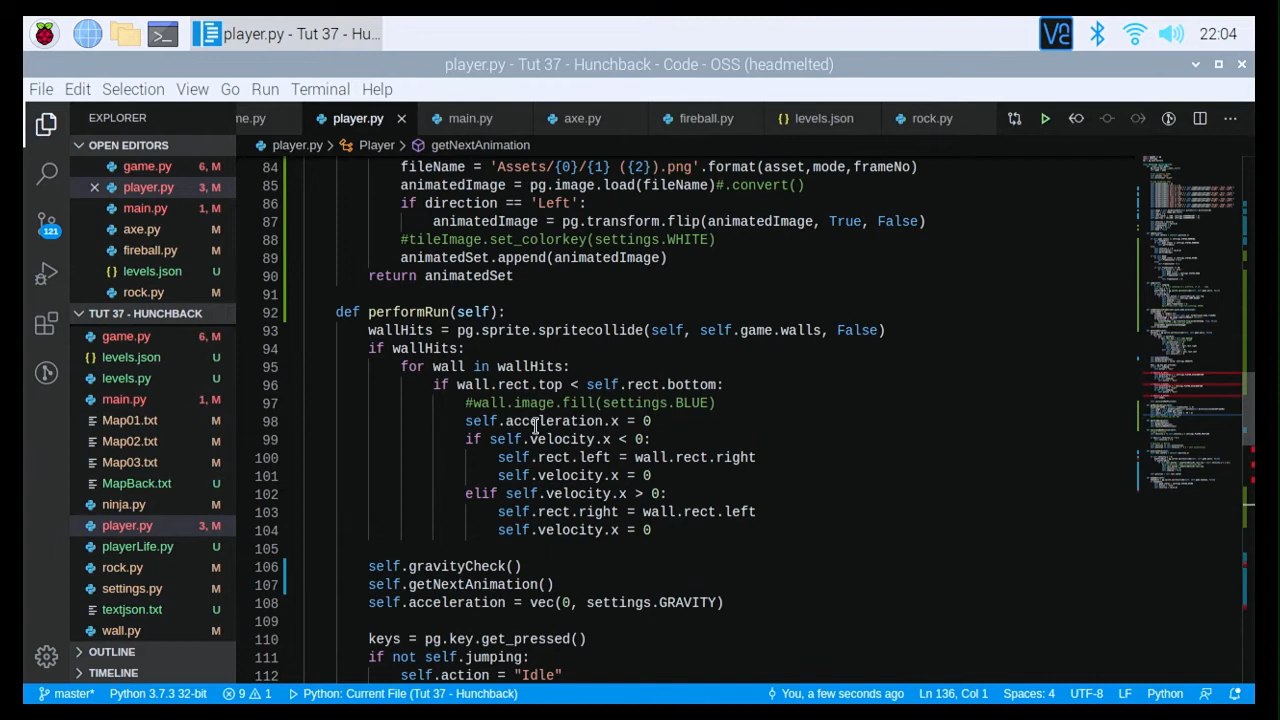 player.py - Tut 37 - Hu...
22:04
player.py - Tut 37 - Hunchback - Code - OSS (headmelted)
File Edit Selection View Go Run Terminal Help
EXPLORER
me.py player.py main.py axe.py fireball.py levels.json rock.py
OPEN EDITORS
game.py 6, M
player.py 3, M
main.py 1, M
axe.py M
fireball.py M
levels.json U
rock.py M
TUT 37 - HUNCHBACK
game.py 6, M
levels.json U
levels.py U
main.py 1, M
Map01.txt M
Map02.txt M
Map03.txt M
MapBack.txt U
ninja.py M
player.py 3, M
playerLife.py U
rock.py M
settings.py M
textjson.txt U
wall.py M
OUTLINE
TIMELINE
121
player.py > Player > getNextAnimation
84 fileName = 'Assets/{0}/{1} ({2}).png'.format(asset,mode,frameNo)
85 animatedImage = pg.image.load(fileName)#.convert()
86 if direction == 'Left':
87 animatedImage = pg.transform.flip(animatedImage, True, False)
88 #tileImage.set_colorkey(settings.WHITE)
89 animatedSet.append(animatedImage)
90 return animatedSet
91
92 def performRun(self):
93 wallHits = pg.sprite.spritecollide(self, self.game.walls, False)
94 if wallHits:
95 for wall in wallHits:
96 if wall.rect.top < self.rect.bottom:
97 #wall.image.fill(settings.BLUE)
98 self.acceleration.x = 0
99 if self.velocity.x < 0:
100 self.rect.left = wall.rect.right
101 self.velocity.x = 0
102 elif self.velocity.x > 0:
103 self.rect.right = wall.rect.left
104 self.velocity.x = 0
105
106 self.gravityCheck()
107 self.getNextAnimation()
108 self.acceleration = vec(0, settings.GRAVITY)
109
110 keys = pg.key.get_pressed()
111 if not self.jumping:
112 self.action = "Idle"
master* Python 3.7.3 32-bit 9 1 Python: Current File (Tut 37 - Hunchback) You, a few seconds ago Ln 136, Col 1 Spaces: 4 UTF-8 LF Python